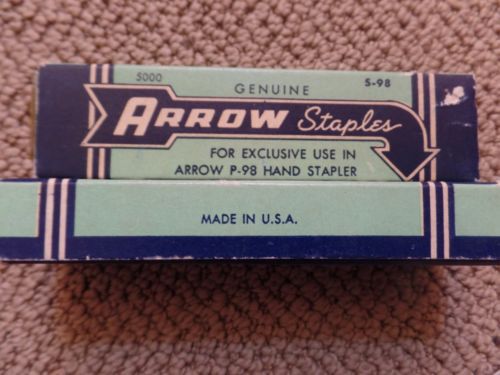 5000 GENUINE S-98
ARROW Staples
FOR EXCLUSIVE USE IN
ARROW P-98 HAND STAPLER
MADE IN U.S.A.